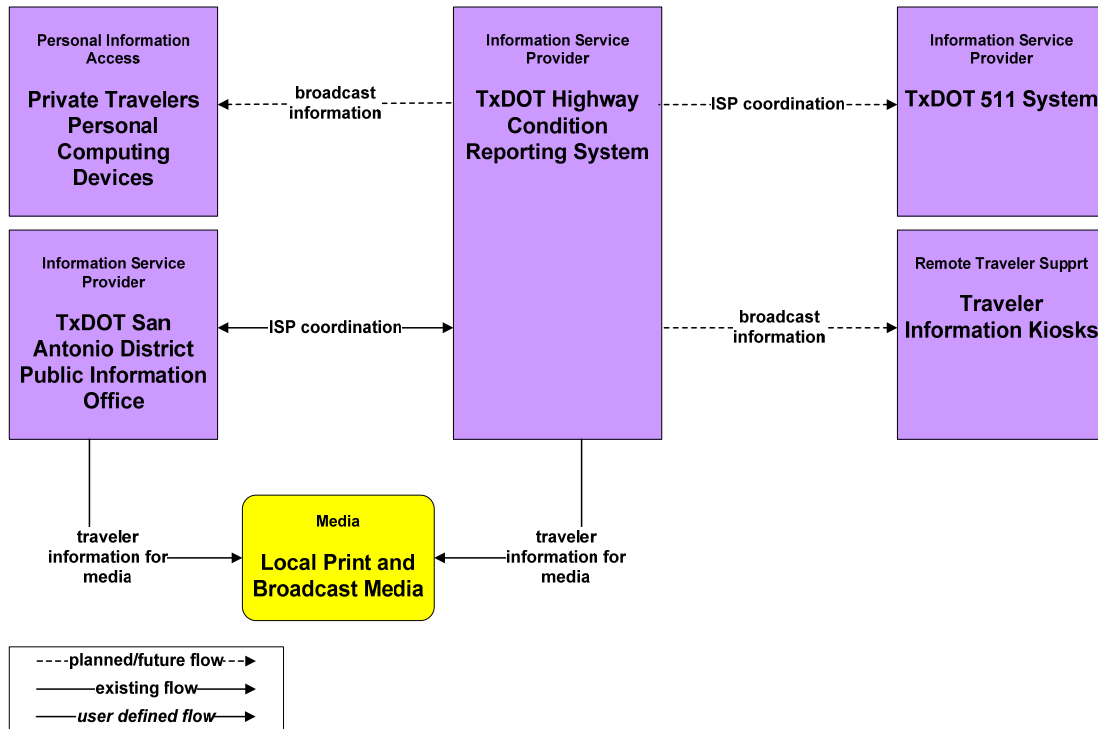 Personal Information
Access
Private Travelers
Personal
Computing
Devices
broadcast
information
Information Service
Provider
TxDOT Highway
Condition
Reporting System
ISP coordination
Information Service
Provider
TxDOT 511 System
Information Service
Provider
TxDOT San
Antonio District
Public Information
Office
ISP coordination
broadcast
information
Remote Traveler Supprt
Traveler
Information Kiosks
traveler
information for
media
Media
Local Print and
Broadcast Media
traveler
information for
media
planned/future flow
existing flow
user defined flow